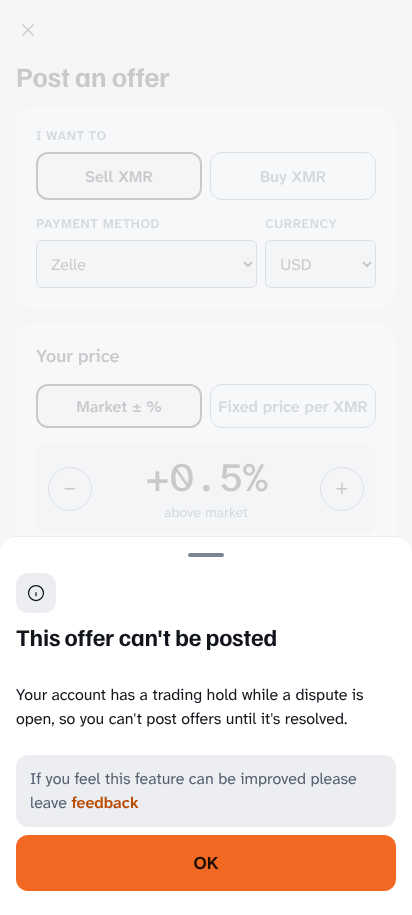 Post an offer
I WANT TO
Sell XMR
Buy XMR
PAYMENT METHOD
CURRENCY
Zelle
USD
Your price
Market ± %
Fixed price per XMR
−
+0.5%
+
above market
This offer can't be posted
Your account has a trading hold while a dispute is
open, so you can't post offers until it's resolved.
If you feel this feature can be improved please
leave feedback
OK